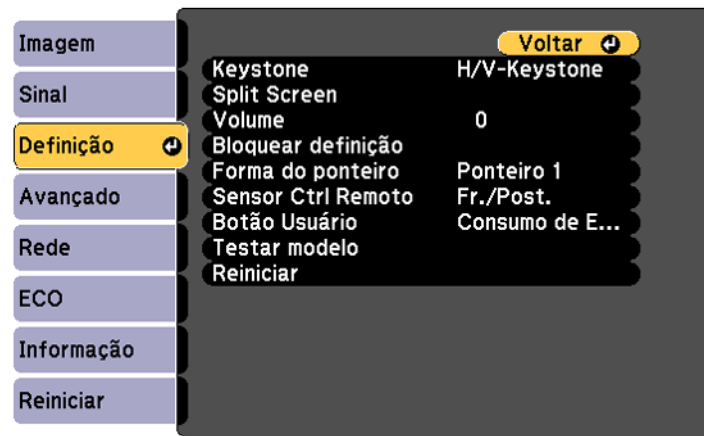 Imagem
Sinal
Definição
Avançado
Rede
ECO
Informação
Reiniciar
Voltar
Keystone H/V-Keystone
Split Screen
Volume 0
Bloquear definição
Forma do ponteiro Ponteiro 1
Sensor Ctrl Remoto Fr./Post.
Botão Usuário Consumo de E...
Testar modelo
Reiniciar